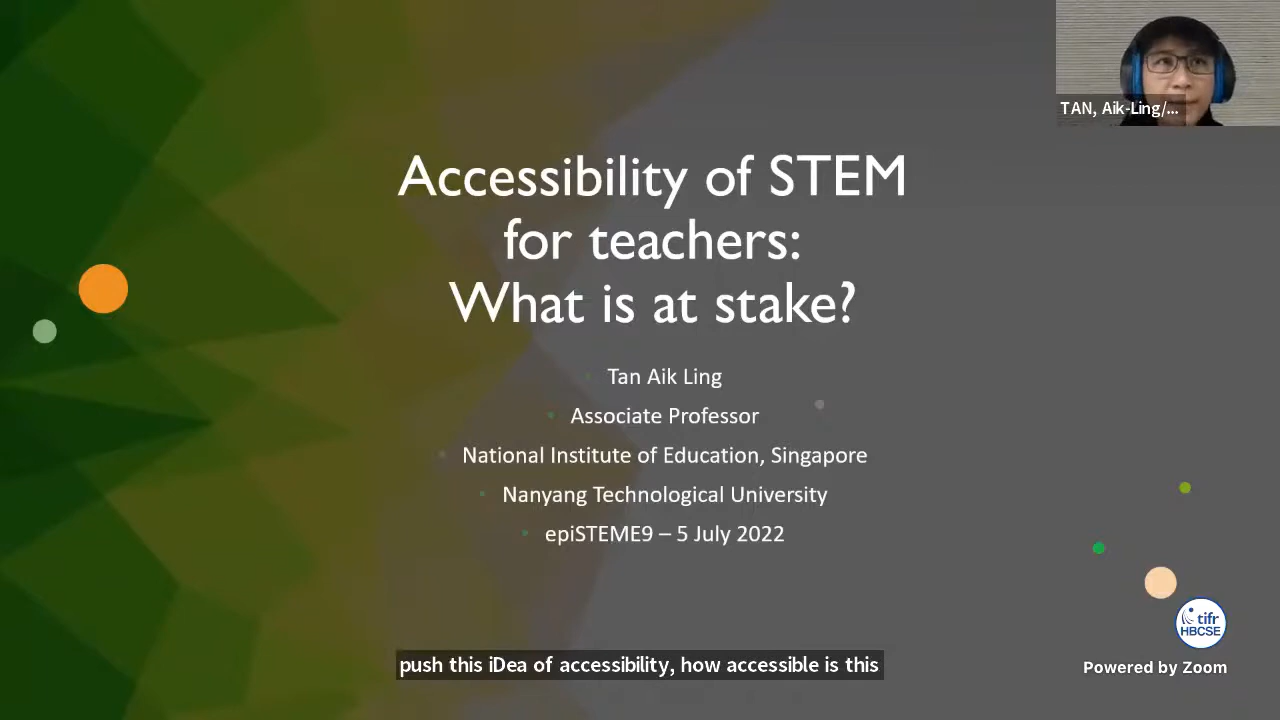 TAN, Aik-Ling/...
Accessibility of STEM
for teachers:
What is at stake?
Tan Aik Ling
Associate Professor
National Institute of Education, Singapore
Nanyang Technological University
epiSTEME9 – 5 July 2022
tifr
HBCSE
push this iDea of accessibility, how accessible is this
Powered by Zoom